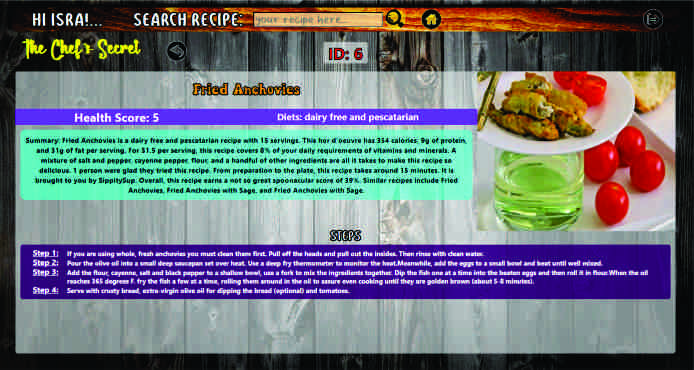 HI ISRA!...
SEARCH RECIPE:
your recipe here...
The Chef's Secret
ID: 6
Fried Anchovies
Health Score: 5
Diets: dairy free and pescatarian
Summary: Fried Anchovies is a dairy free and pescatarian recipe with 15 servings. This hor d'oeuvre has 354 calories, 9g of protein,
and 31g of fat per serving. For $1.5 per serving, this recipe covers 8% of your daily requirements of vitamins and minerals. A
mixture of salt and pepper, cayenne pepper, flour, and a handful of other ingredients are all it takes to make this recipe so
delicious. 1 person were glad they tried this recipe. From preparation to the plate, this recipe takes around 15 minutes. It is
brought to you by SippitySup. Overall, this recipe earns a not so great spoonacular score of 39%. Similar recipes include Fried
Anchovies, Fried Anchovies with Sage, and Fried Anchovies with Sage.
STEPS
Step 1: If you are using whole, fresh anchovies you must clean them first. Pull off the heads and pull out the insides. Then rinse with clean water.
Step 2: Pour the olive oil into a small deep saucepan set over heat. Use a deep fry thermometer to monitor the heat.Meanwhile, add the eggs to a small bowl and beat until well mixed.
Step 3: Add the flour, cayenne, salt and black pepper to a shallow bowl, use a fork to mix the ingredients together. Dip the fish one at a time into the beaten eggs and then roll it in flour.When the oil
reaches 365 degrees F. fry the fish a few at a time, rolling them around in the oil to assure even cooking until they are golden brown (about 5-8 minutes).
Step 4: Serve with crusty bread, extra-virgin olive oil for dipping the bread (optional) and tomatoes.